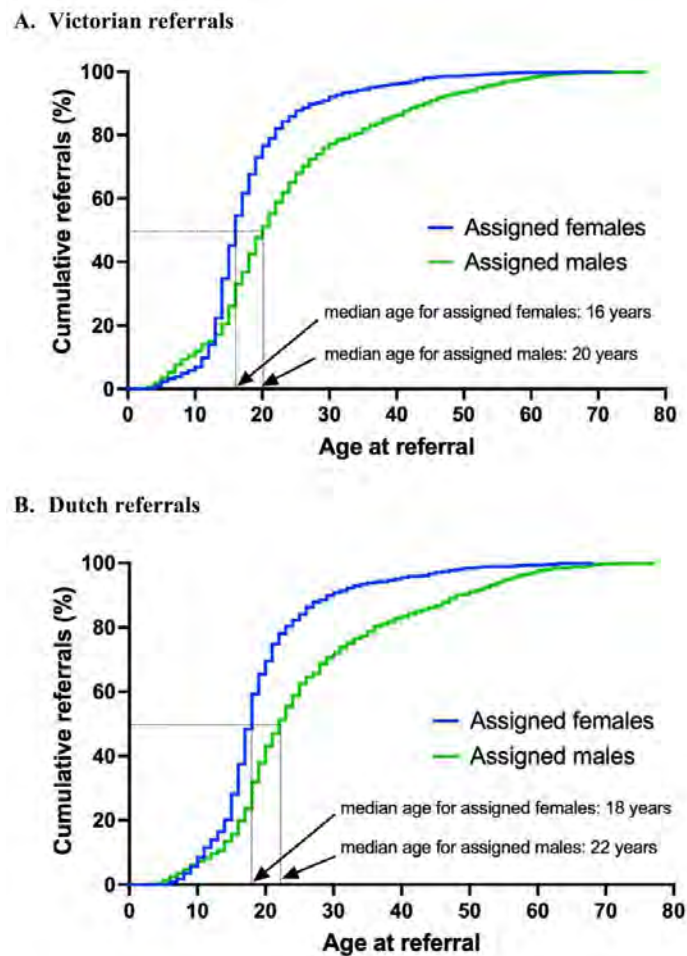 A. Victorian referrals
100
80
60
40
20
0
Cumulative referrals (%)
Assigned females
Assigned males
median age for assigned females: 16 years
median age for assigned males: 20 years
0 10 20 30 40 50 60 70 80
Age at referral
B. Dutch referrals
100
80
60
40
20
0
Cumulative referrals (%)
Assigned females
Assigned males
median age for assigned females: 18 years
median age for assigned males: 22 years
0 10 20 30 40 50 60 70 80
Age at referral